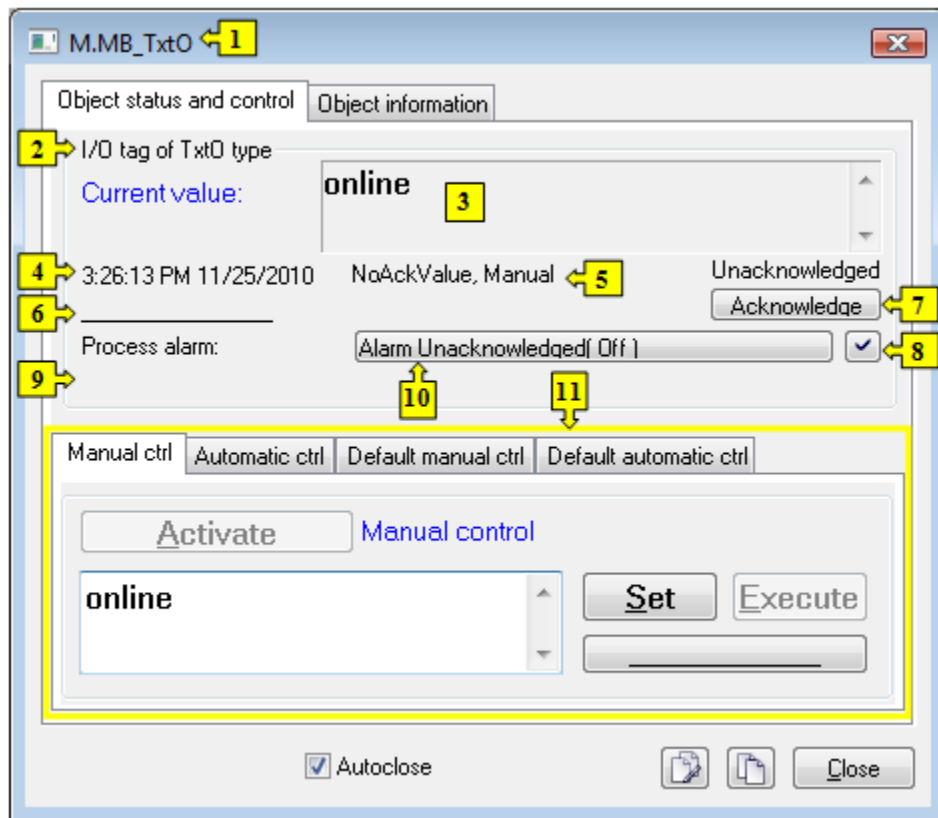 M.MB_TxtO 1
Object status and control Object information
2 I/O tag of TxtO type
Current value: online 3
4 3:26:13 PM 11/25/2010 NoAckValue, Manual 5 Unacknowledged
6 Acknowledge 7
Process alarm: Alarm Unacknowledged( Off ) 8
9 10 11
Manual ctrl Automatic ctrl Default manual ctrl Default automatic ctrl
Activate Manual control
online Set Execute
Autoclose Close